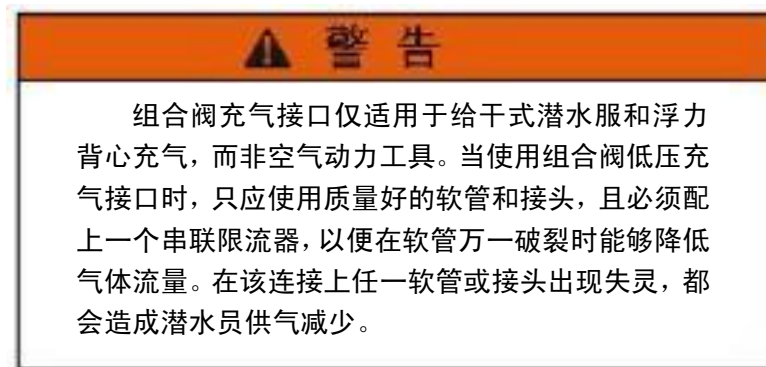 警告
组合阀充气接口仅适用于给干式潜水服和浮力
背心充气，而非空气动力工具。当使用组合阀低压充
气接口时，只应使用质量好的软管和接头，且必须配
上一个串联限流器，以便在软管万一破裂时能够降低
气体流量。在该连接上任一软管或接头出现失灵，都
会造成潜水员供气减少。